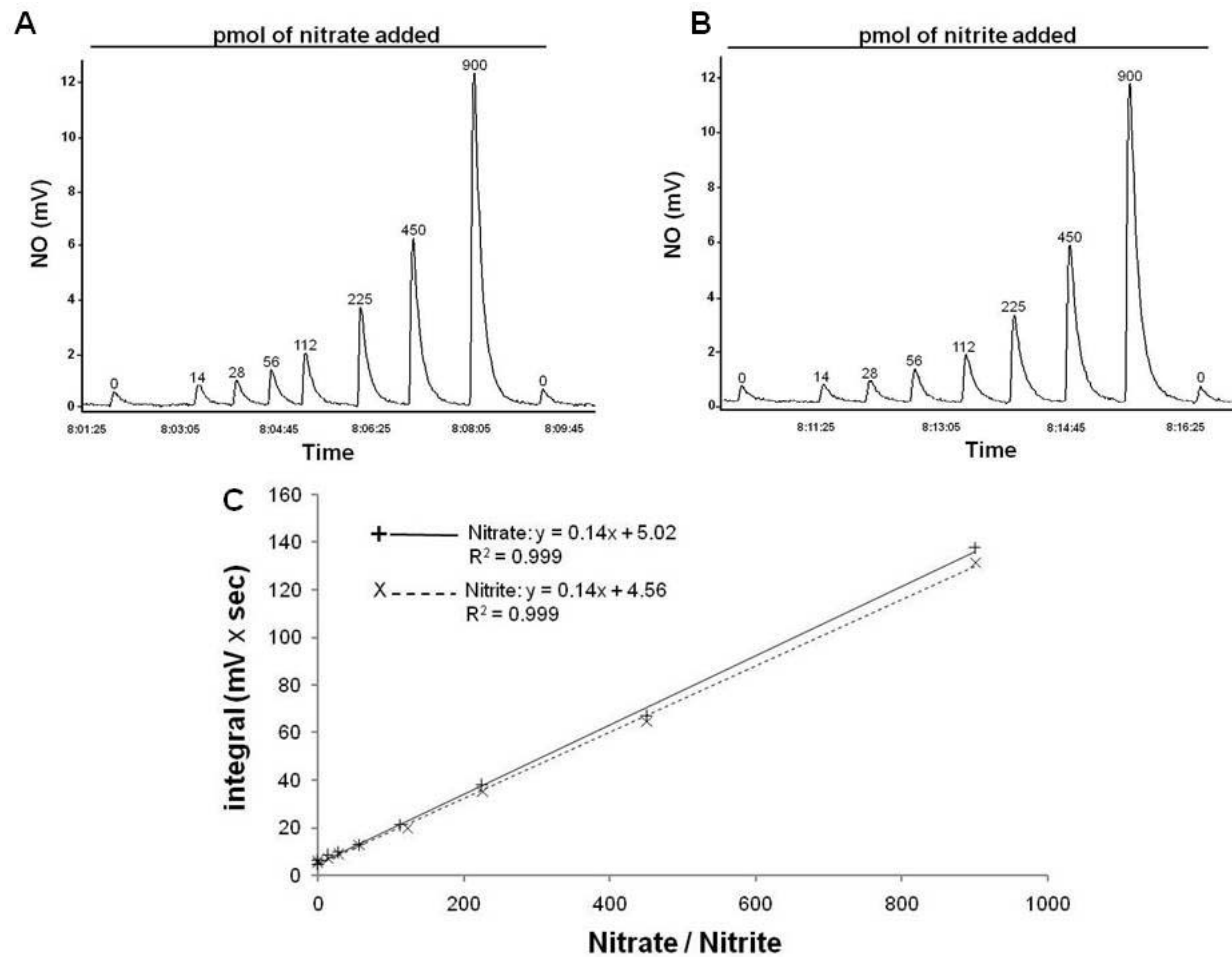 A
pmol of nitrate added
NO (mV)
12
10
8
6
4
2
0
0
14
28
56
112
225
450
900
0
8:01:25 8:03:05 8:04:45 8:06:25 8:08:05 8:09:45
Time
B
pmol of nitrite added
NO (mV)
12
10
8
6
4
2
0
0
14
28
56
112
225
450
900
0
8:11:25 8:13:05 8:14:45 8:16:25
Time
C
integral (mV x sec)
160
140
120
100
80
60
40
20
0
Nitrate: y = 0.14x + 5.02
R² = 0.999
Nitrite: y = 0.14x + 4.56
R² = 0.999
0 200 400 600 800 1000
Nitrate / Nitrite